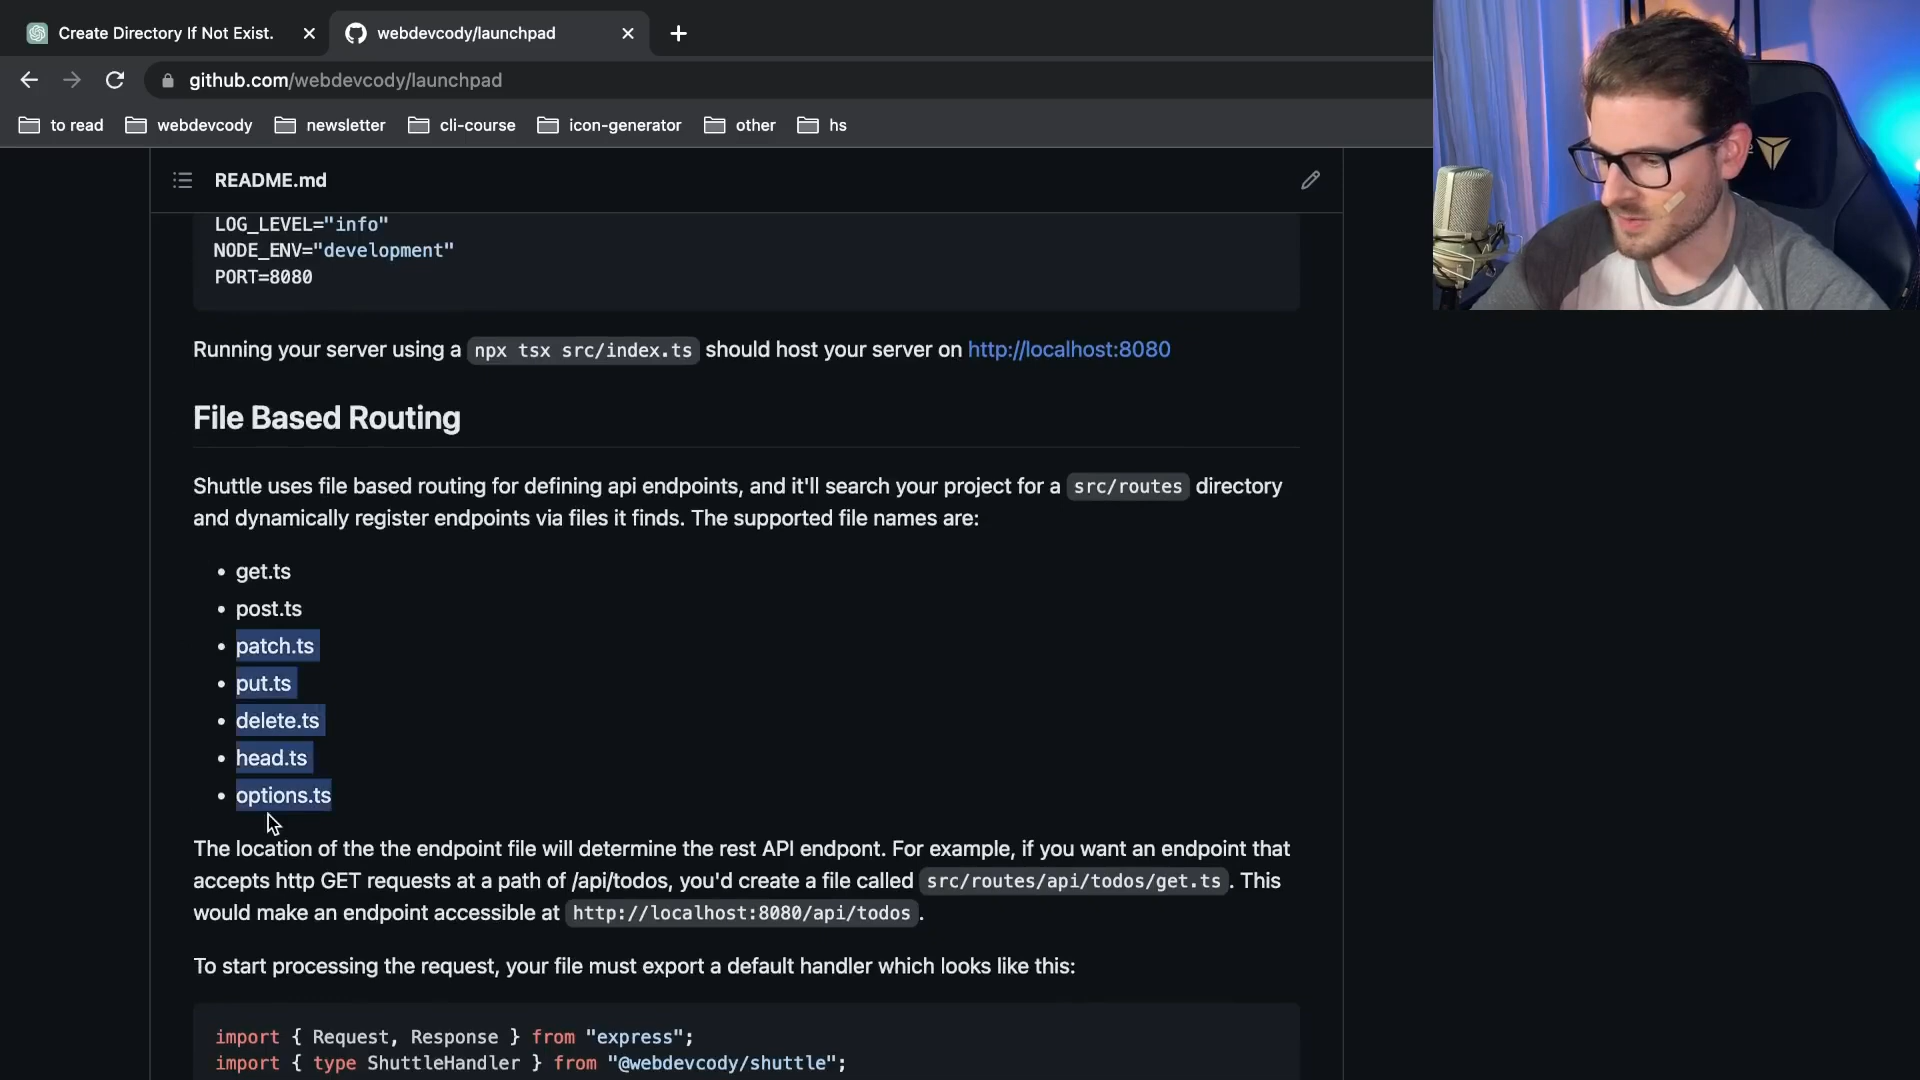 Create Directory If Not Exist.
webdevcody/launchpad
github.com/webdevcody/launchpad
to read
webdevcody
newsletter
cli-course
icon-generator
other
hs
README.md
LOG_LEVEL="info"
NODE_ENV="development"
PORT=8080
Running your server using a npx tsx src/index.ts should host your server on http://localhost:8080
File Based Routing
Shuttle uses file based routing for defining api endpoints, and it'll search your project for a src/routes directory
and dynamically register endpoints via files it finds. The supported file names are:
• get.ts
• post.ts
• patch.ts
• put.ts
• delete.ts
• head.ts
• options.ts
The location of the the endpoint file will determine the rest API endpont. For example, if you want an endpoint that
accepts http GET requests at a path of /api/todos, you'd create a file called src/routes/api/todos/get.ts. This
would make an endpoint accessible at http://localhost:8080/api/todos.
To start processing the request, your file must export a default handler which looks like this:
import { Request, Response } from "express";
import { type ShuttleHandler } from "@webdevcody/shuttle";